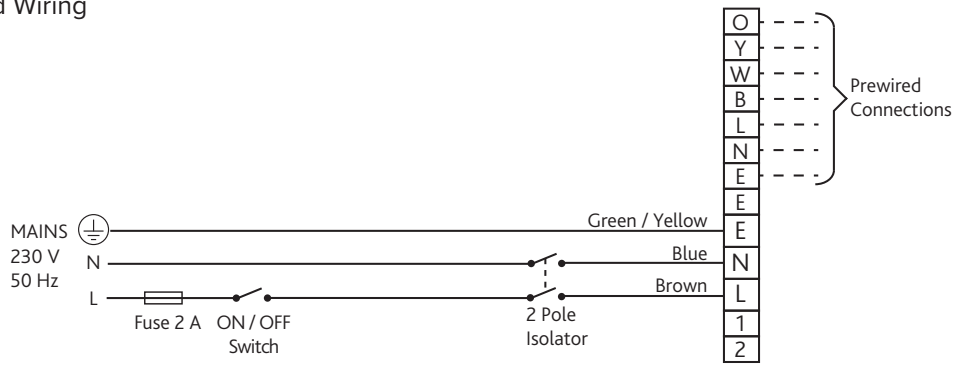 Wiring
O
Y
W
B
L
N
E
E
E
N
L
1
2
Prewired
Connections
MAINS
230 V
50 Hz
N
L
Green / Yellow
Blue
Brown
Fuse 2 A
ON / OFF
Switch
2 Pole
Isolator